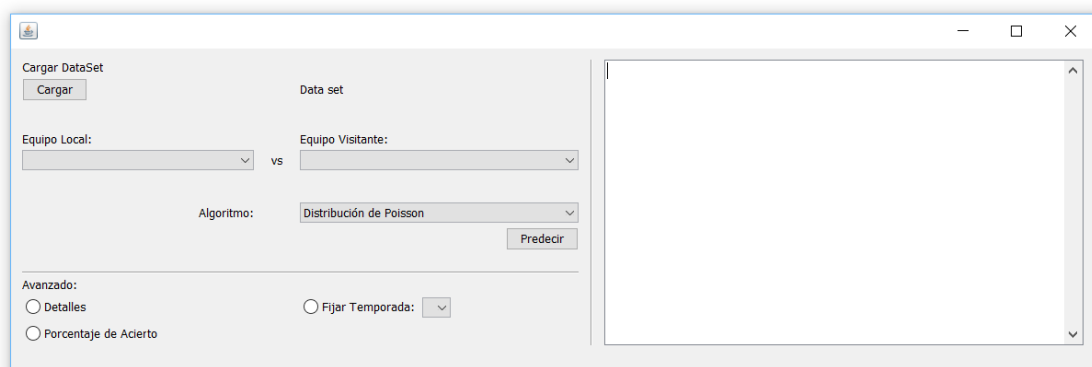 Cargar DataSet
Cargar
Data set
Equipo Local:
Equipo Visitante:
vs
Algoritmo:
Distribución de Poisson
Predecir
Avanzado:
Detalles
Fijar Temporada:
Porcentaje de Acierto